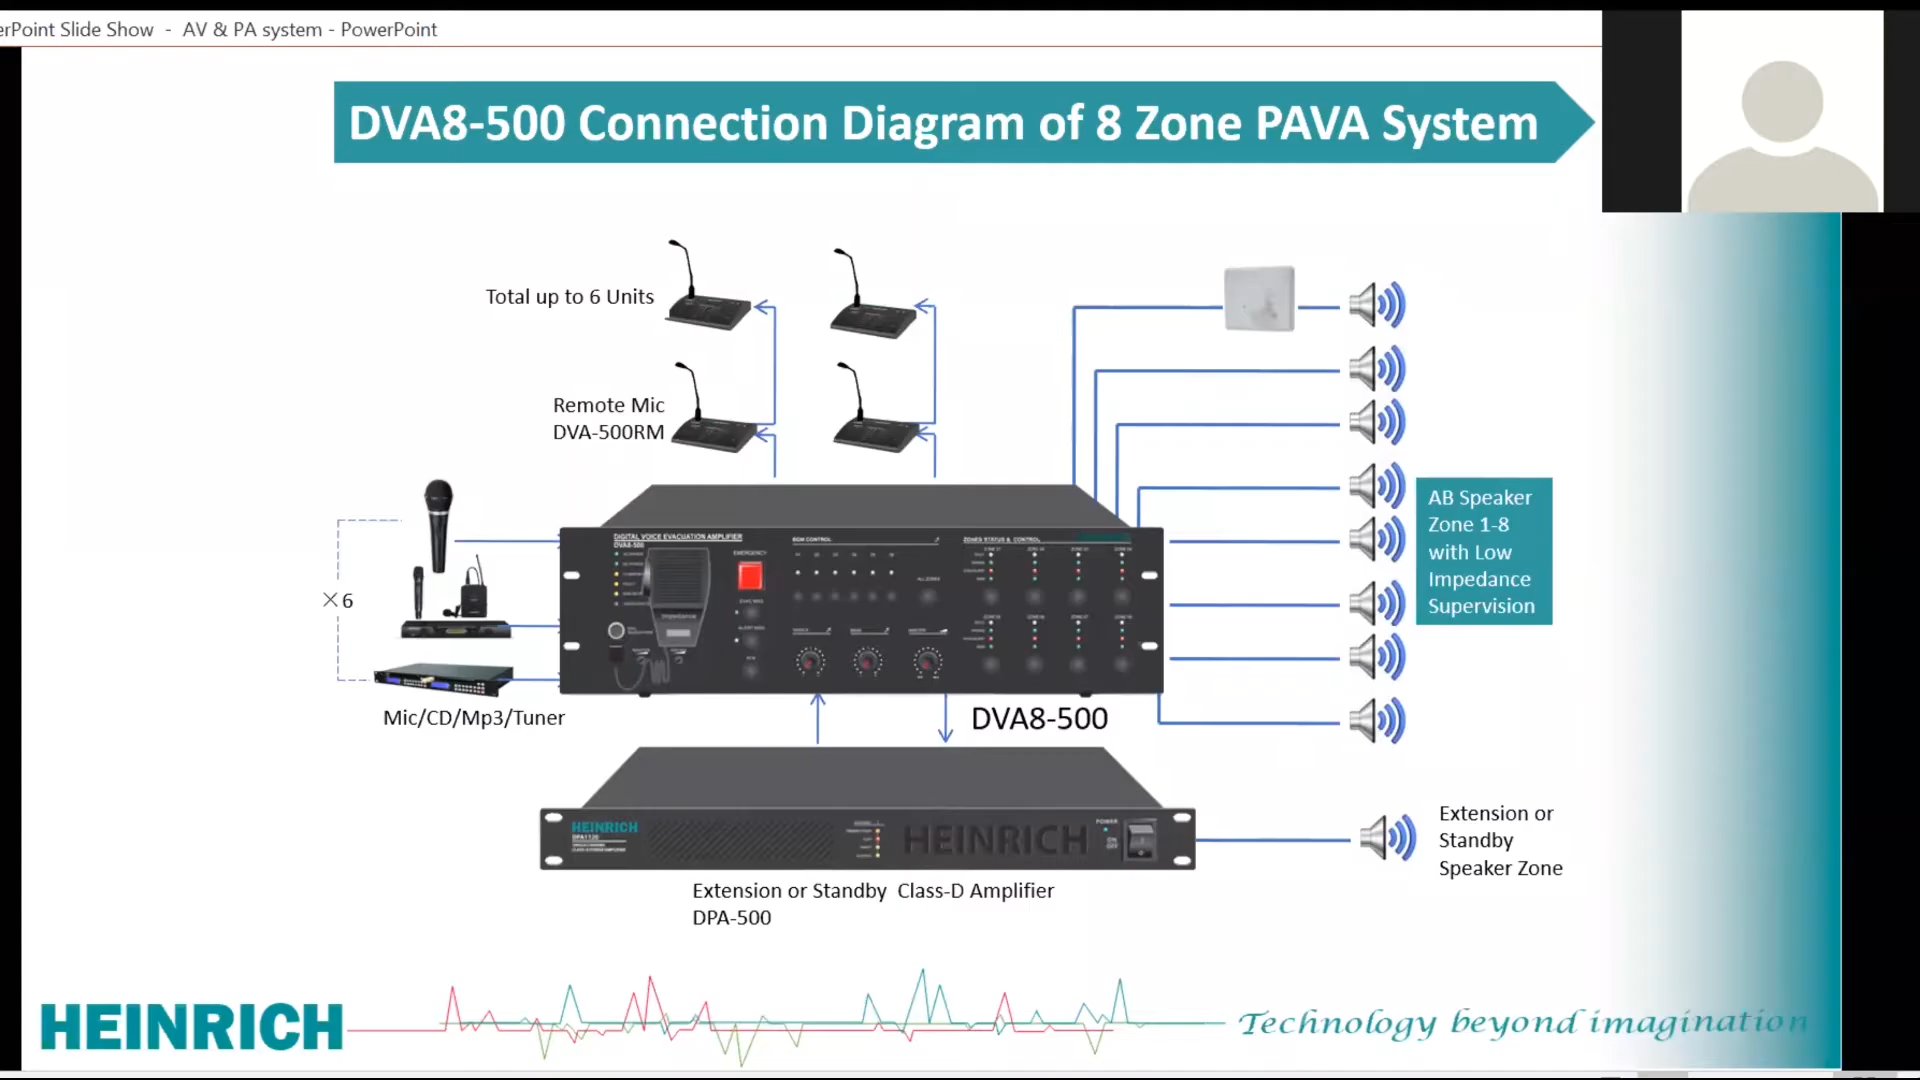 erPoint Slide Show - AV & PA system - PowerPoint
DVA8-500 Connection Diagram of 8 Zone PAVA System
Total up to 6 Units
Remote Mic
DVA-500RM
×6
Mic/CD/Mp3/Tuner
DIGITAL VOICE EVACUATION AMPLIFIER
DVA8-500
EMERGENCY
BGM CONTROL
ALL ZONES
ZONES STATUS & CONTROL
AB Speaker
Zone 1-8
with Low
Impedance
Supervision
DVA8-500
HEINRICH
HEINRICH
POWER
Extension or
Standby
Speaker Zone
Extension or Standby Class-D Amplifier
DPA-500
HEINRICH
Technology beyond imagination